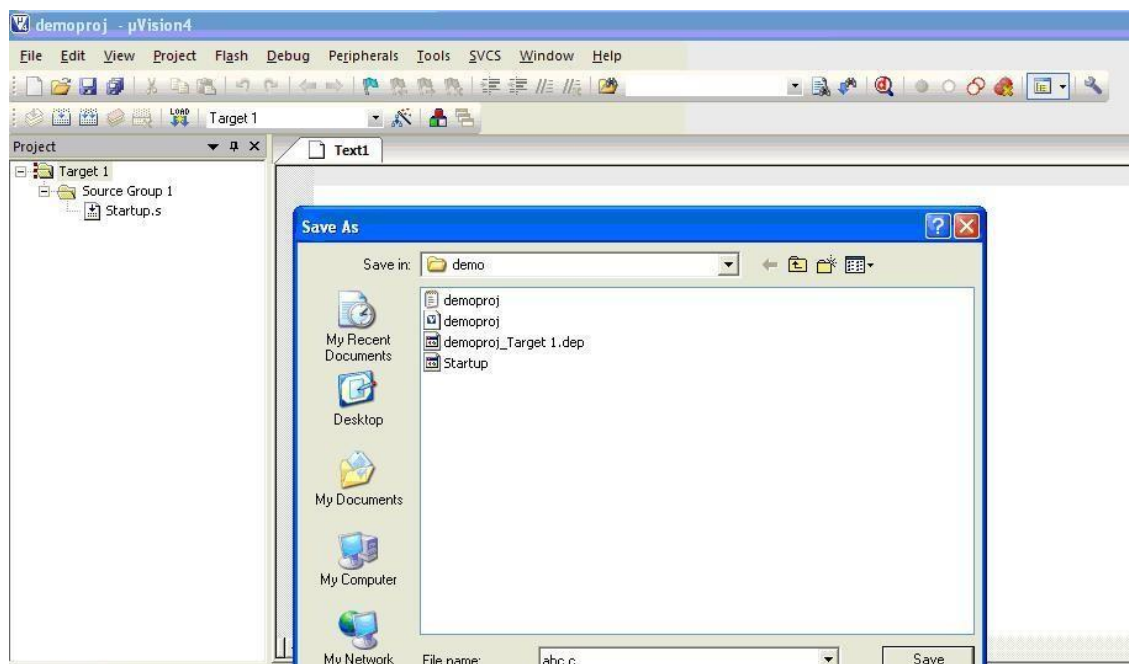 demoproj - µVision4
File Edit View Project Flash Debug Peripherals Tools SVCS Window Help
LOAD Target 1
Project
Text1
Target 1
Source Group 1
Startup.s
Save As
Save in: demo
demoproj
demoproj
demoproj_Target 1.dep
Startup
My Recent
Documents
Desktop
My Documents
My Computer
My Network
File name: abc.c Save